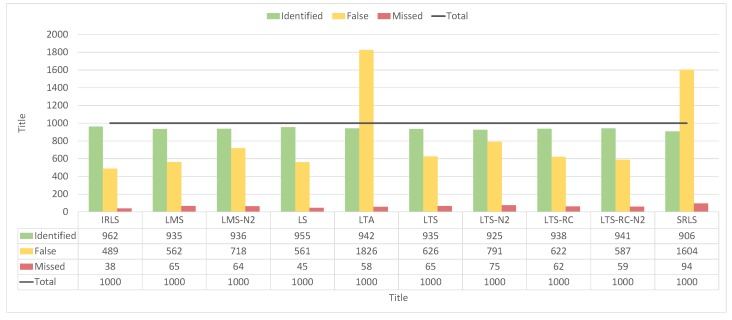 Identified False Missed Total
2000
1800
1600
1400
1200
1000
800
600
400
200
0
Title
IRLS LMS LMS-N2 LS LTA LTS LTS-N2 LTS-RC LTS-RC-N2 SRLS
Identified 962 935 936 955 942 935 925 938 941 906
False 489 562 718 561 1826 626 791 622 587 1604
Missed 38 65 64 45 58 65 75 62 59 94
Total 1000 1000 1000 1000 1000 1000 1000 1000 1000 1000
Title